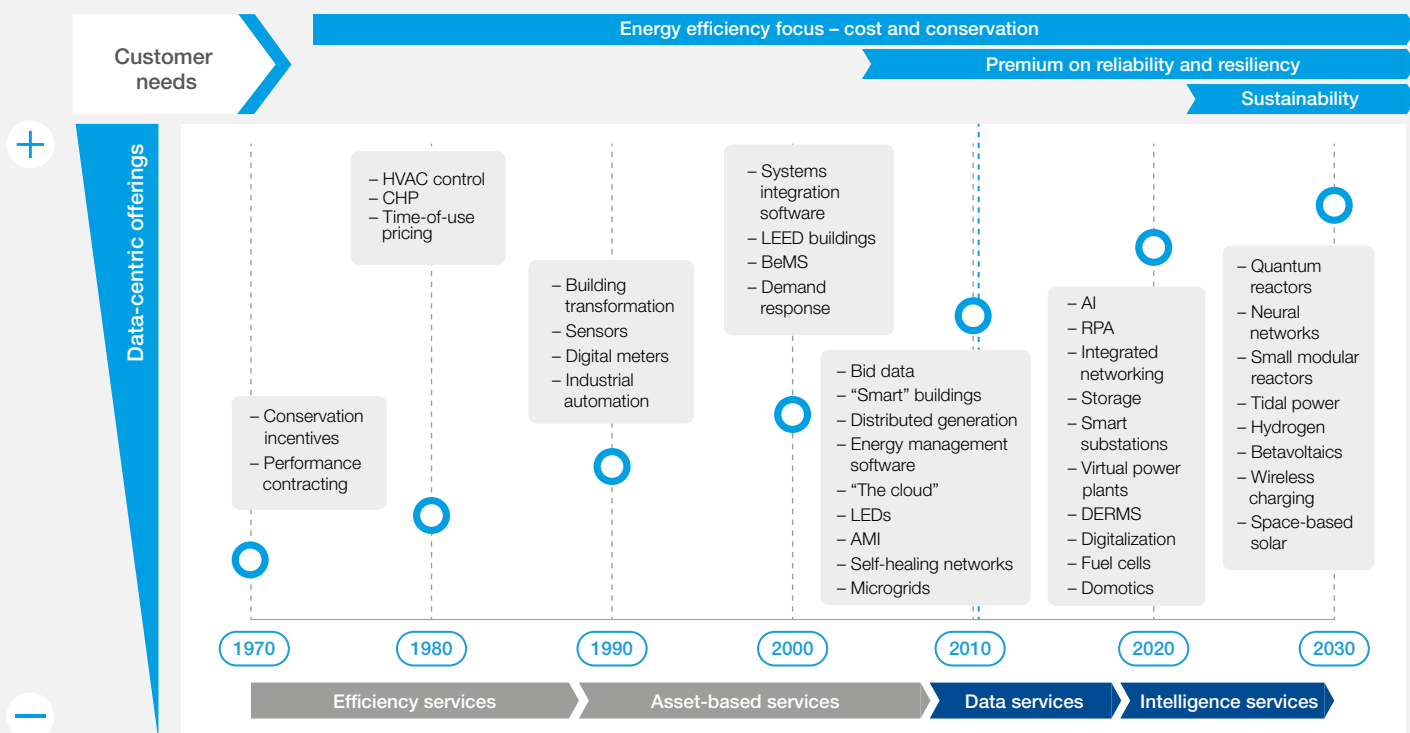 Customer
needs
Energy efficiency focus – cost and conservation
Premium on reliability and resiliency
Sustainability
Data-centric offerings
– Conservation
incentives
– Performance
contracting
– HVAC control
– CHP
– Time-of-use
pricing
– Building
transformation
– Sensors
– Digital meters
– Industrial
automation
– Systems
integration
software
– LEED buildings
– BeMS
– Demand
response
– Bid data
– “Smart” buildings
– Distributed generation
– Energy management
software
– “The cloud”
– LEDs
– AMI
– Self-healing networks
– Microgrids
– AI
– RPA
– Integrated
networking
– Storage
– Smart
substations
– Virtual power
plants
– DERMS
– Digitalization
– Fuel cells
– Domotics
– Quantum
reactors
– Neural
networks
– Small modular
reactors
– Tidal power
– Hydrogen
– Betavoltaics
– Wireless
charging
– Space-based
solar
1970
1980
1990
2000
2010
2020
2030
Efficiency services
Asset-based services
Data services
Intelligence services